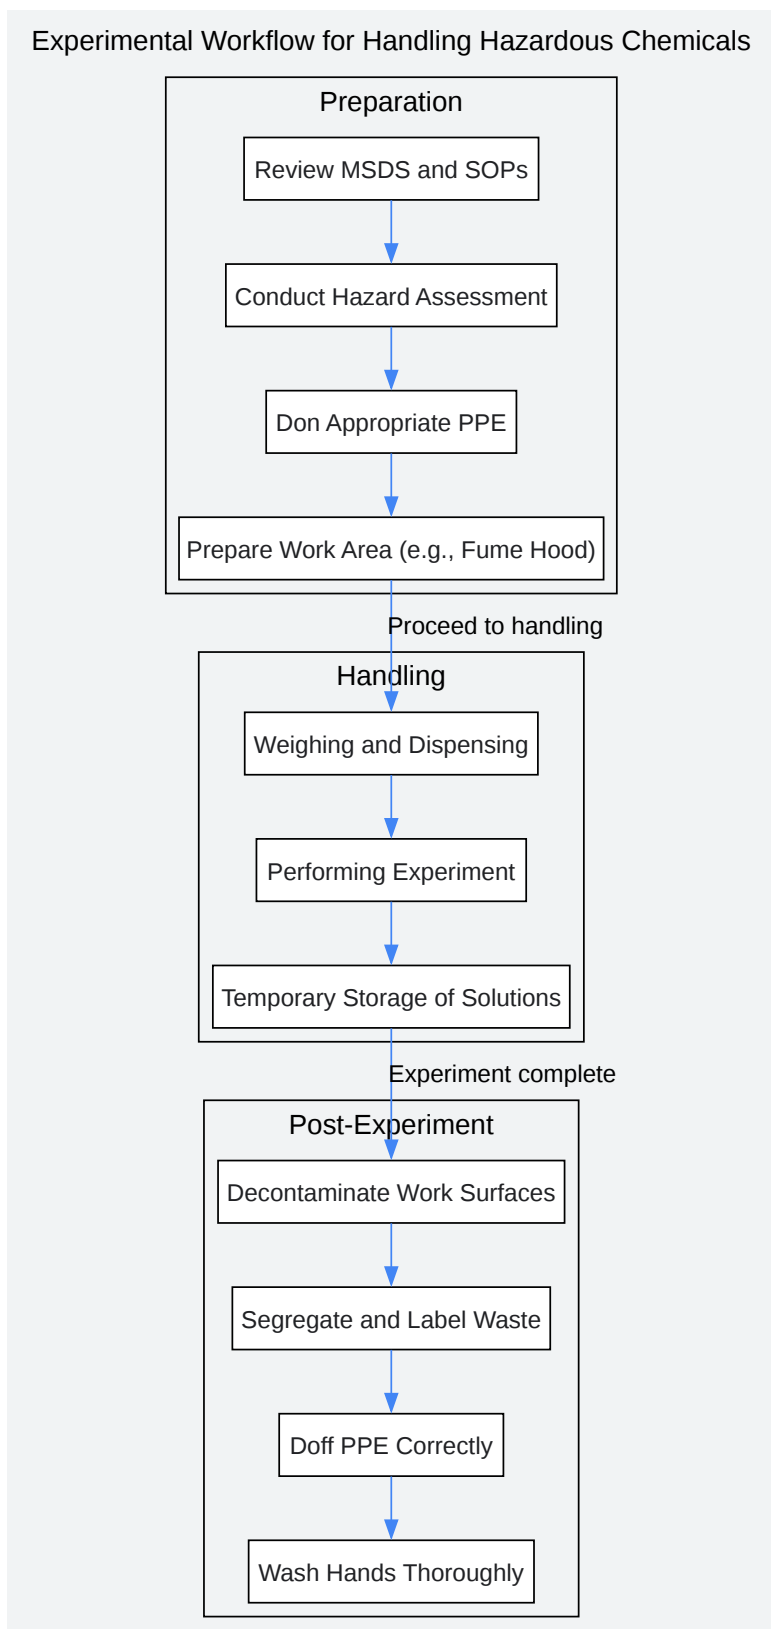 Experimental Workflow for Handling Hazardous Chemicals
Preparation
Review MSDS and SOPs
Conduct Hazard Assessment
Don Appropriate PPE
Prepare Work Area (e.g., Fume Hood)
Proceed to handling
Handling
Weighing and Dispensing
Performing Experiment
Temporary Storage of Solutions
Experiment complete
Post-Experiment
Decontaminate Work Surfaces
Segregate and Label Waste
Doff PPE Correctly
Wash Hands Thoroughly